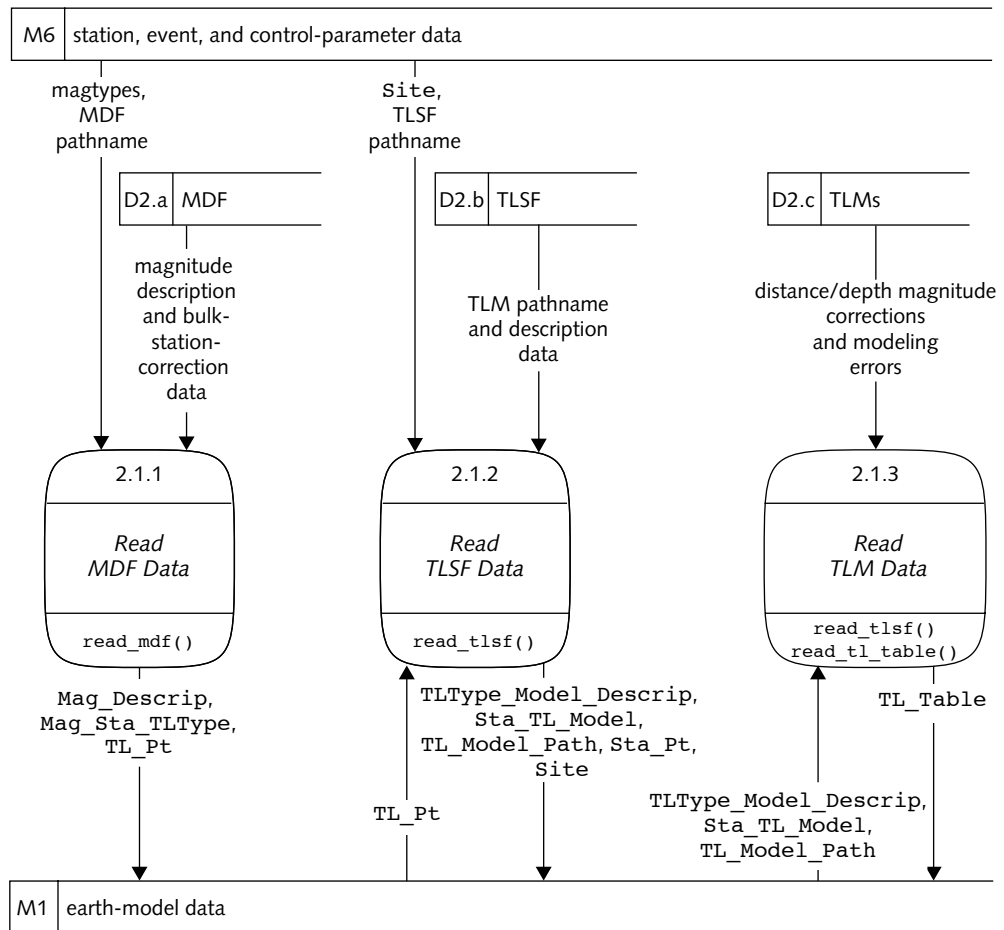 M6 station, event, and control-parameter data
magtypes,
MDF
pathname
Site,
TLSF
pathname
D2.a MDF
D2.b TLSF
D2.c TLMs
magnitude
description
and bulk-
station-
correction
data
TLM pathname
and description
data
distance/depth magnitude
corrections
and modeling
errors
2.1.1
Read
MDF Data
read_mdf()
2.1.2
Read
TLSF Data
read_tlsf()
2.1.3
Read
TLM Data
read_tlsf()
read_tl_table()
Mag_Descrip,
Mag_Sta_TLType,
TL_Pt
TL_Pt
TLType_Model_Descrip,
Sta_TL_Model,
TL_Model_Path, Sta_Pt,
Site
TLType_Model_Descrip,
Sta_TL_Model,
TL_Model_Path
TL_Table
M1 earth-model data